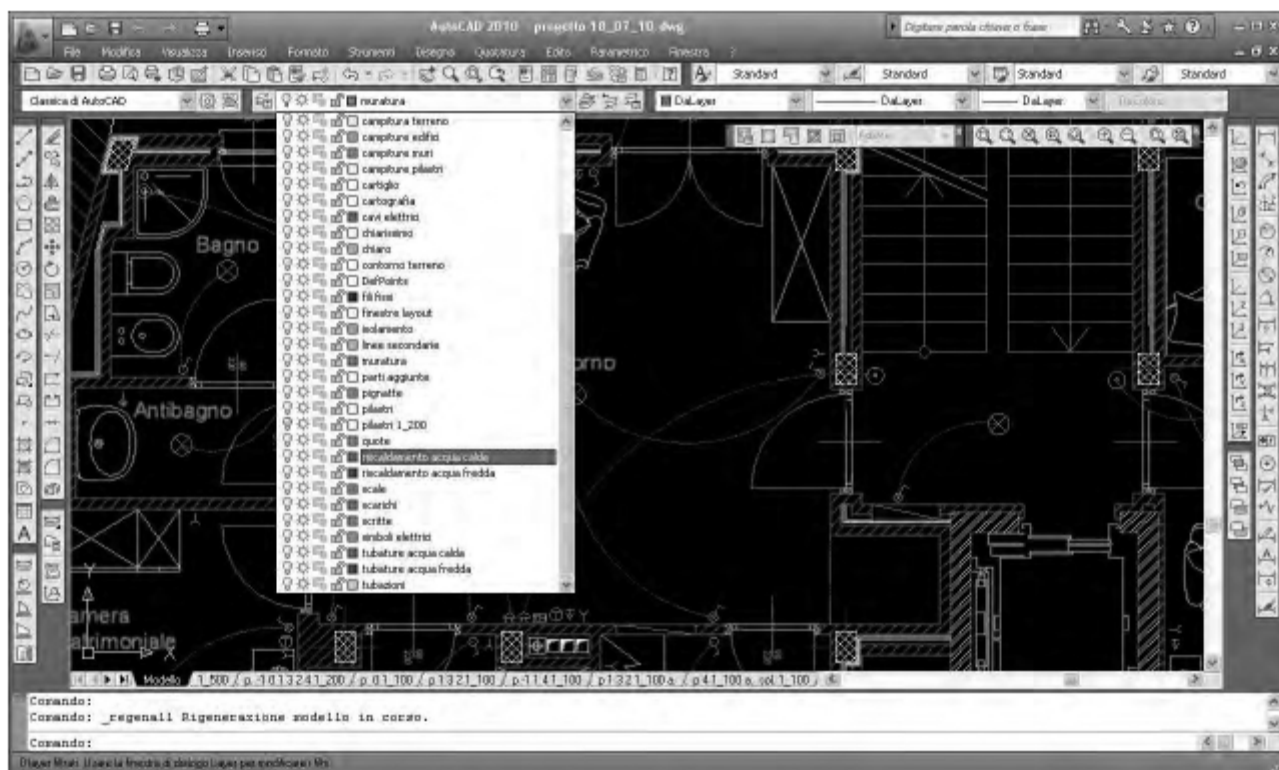 AutoCAD 2010 progetto 10_07_10.dwg
Digitare parola chiave o frase
File Modifica Visualizza Inserisci Formato Strumenti Disegna Quotatura Edita Parametrico Finestra ?
Standard Standard Standard Standard
Classica di AutoCAD muratura DaLayer DaLayer DaLayer
campitura terreno
campiture edifici
campiture muri
campiture pilastri
cartiglio
cartografia
cavi elettrici
chiarissimo
chiaro
contorno terreno
DefPoints
fili fissi
finestre layout
isolamento
linee secondarie
muratura
parti aggiunte
pignatte
pilastri
pilastri 1_200
quote
riscaldamento acqua calda
riscaldamento acqua fredda
scale
scarichi
scritte
simboli elettrici
tubature acqua calda
tubature acqua fredda
tubazioni
Bagno
orno
Antibagno
amera
atrimoniale
Y
X
Modello 1_500
Comando:
Comando: _regenall Rigenerazione modello in corso.
Comando: